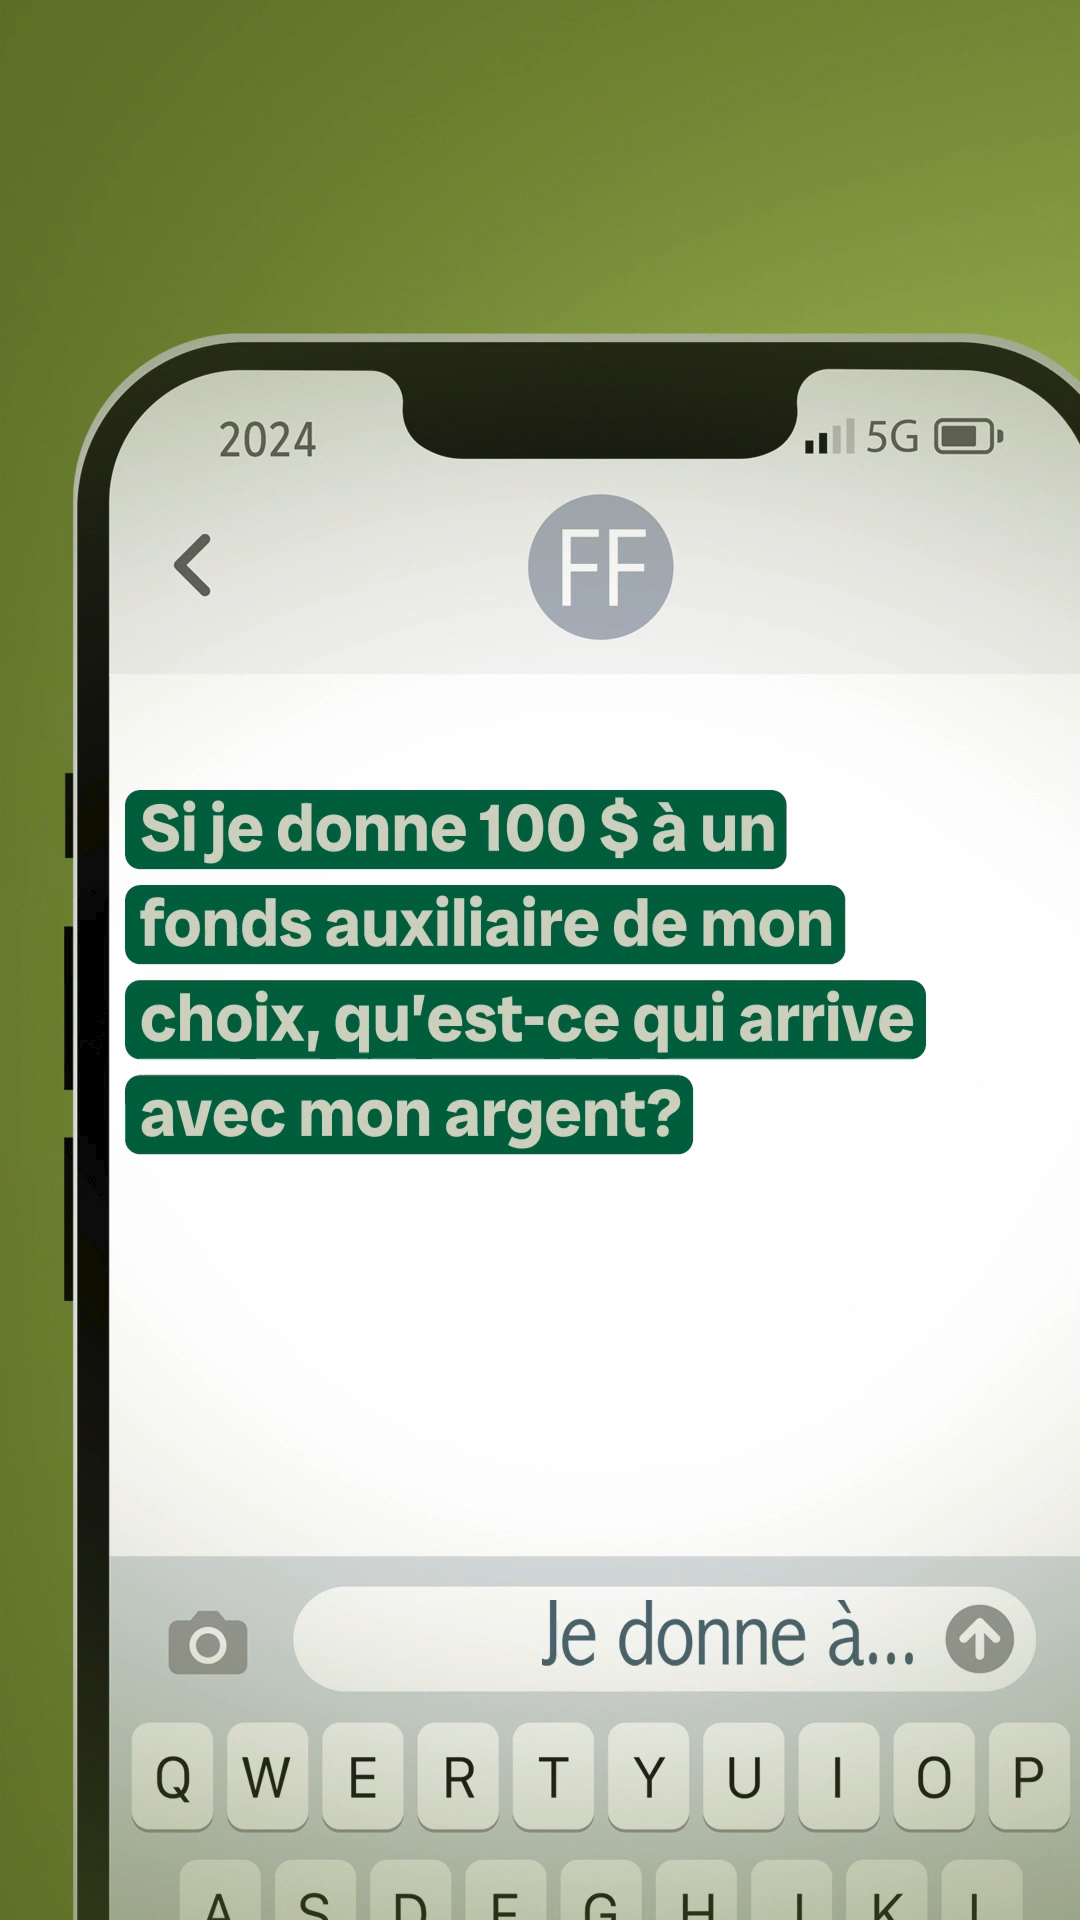 2024
5G
FF
Si je donne 100 $ à un
fonds auxiliaire de mon
choix, qu'est-ce qui arrive
avec mon argent?
Je donne à...
Q W E R T Y U I O P
A S D F G H J K L